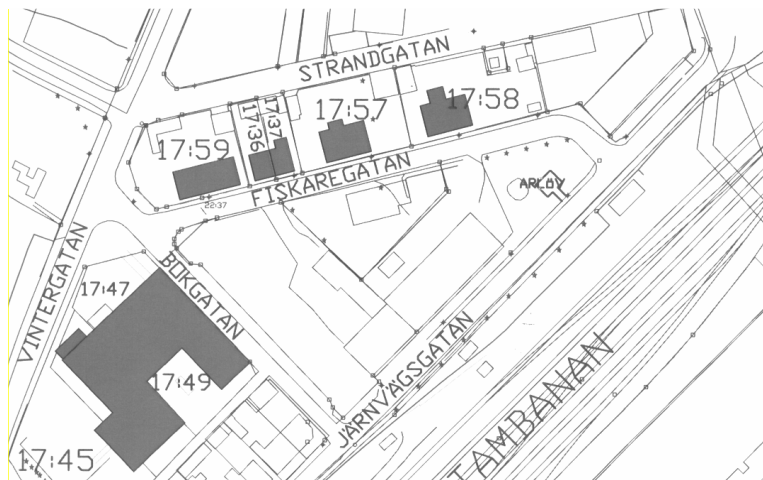 STRANDGATAN
17:58
17:57
17:37
17:36
17:59
FISKAREGATAN
ARLÖV
22:37
VINTERGATAN
BOKGATAN
17:47
17:49
JÄRNVÄGSGATAN
TAMBANAN
17:45